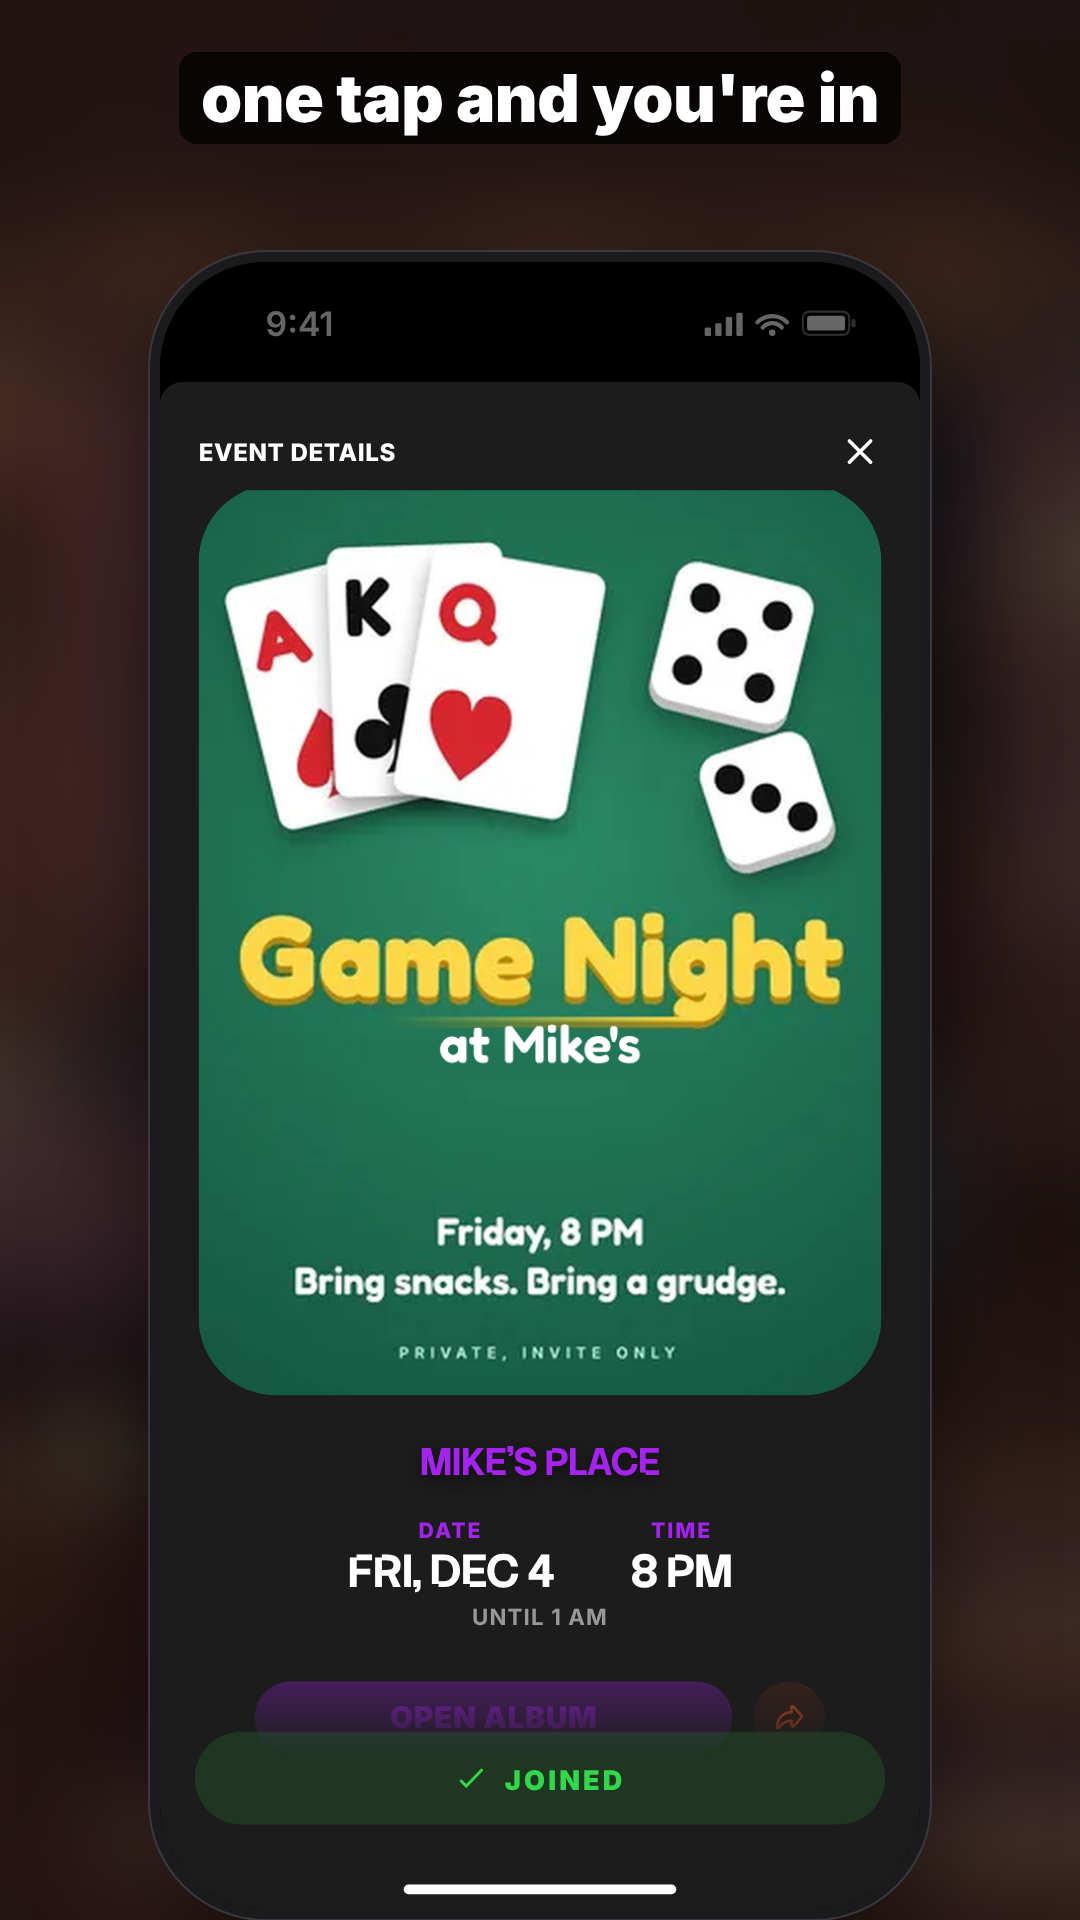 one tap and you're in
9:41
EVENT DETAILS
A
K
Q
Game Night
at Mike's
Friday, 8 PM
Bring snacks. Bring a grudge.
PRIVATE, INVITE ONLY
MIKE'S PLACE
DATE TIME
FRI, DEC 4 8 PM
UNTIL 1 AM
OPEN ALBUM
JOINED